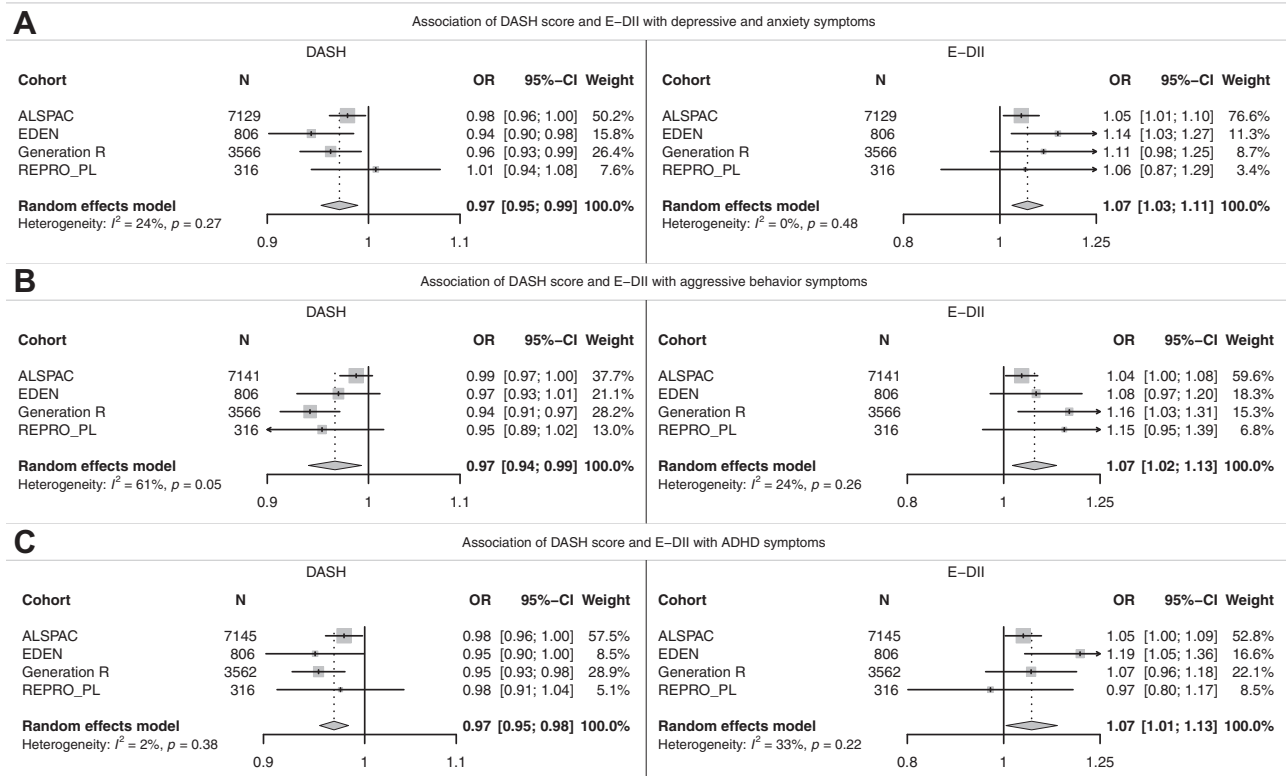 A
Association of DASH score and E−DII with depressive and anxiety symptoms
DASH
Cohort N OR 95%−CI Weight
ALSPAC 7129 0.98 [0.96; 1.00] 50.2%
EDEN 806 0.94 [0.90; 0.98] 15.8%
Generation R 3566 0.96 [0.93; 0.99] 26.4%
REPRO_PL 316 1.01 [0.94; 1.08] 7.6%
Random effects model 0.97 [0.95; 0.99] 100.0%
Heterogeneity: I² = 24%, p = 0.27
0.9 1 1.1
E−DII
Cohort N OR 95%−CI Weight
ALSPAC 7129 1.05 [1.01; 1.10] 76.6%
EDEN 806 1.14 [1.03; 1.27] 11.3%
Generation R 3566 1.11 [0.98; 1.25] 8.7%
REPRO_PL 316 1.06 [0.87; 1.29] 3.4%
Random effects model 1.07 [1.03; 1.11] 100.0%
Heterogeneity: I² = 0%, p = 0.48
0.8 1 1.25
B
Association of DASH score and E−DII with aggressive behavior symptoms
DASH
Cohort N OR 95%−CI Weight
ALSPAC 7141 0.99 [0.97; 1.00] 37.7%
EDEN 806 0.97 [0.93; 1.01] 21.1%
Generation R 3566 0.94 [0.91; 0.97] 28.2%
REPRO_PL 316 0.95 [0.89; 1.02] 13.0%
Random effects model 0.97 [0.94; 0.99] 100.0%
Heterogeneity: I² = 61%, p = 0.05
0.9 1 1.1
E−DII
Cohort N OR 95%−CI Weight
ALSPAC 7141 1.04 [1.00; 1.08] 59.6%
EDEN 806 1.08 [0.97; 1.20] 18.3%
Generation R 3566 1.16 [1.03; 1.31] 15.3%
REPRO_PL 316 1.15 [0.95; 1.39] 6.8%
Random effects model 1.07 [1.02; 1.13] 100.0%
Heterogeneity: I² = 24%, p = 0.26
0.8 1 1.25
C
Association of DASH score and E−DII with ADHD symptoms
DASH
Cohort N OR 95%−CI Weight
ALSPAC 7145 0.98 [0.96; 1.00] 57.5%
EDEN 806 0.95 [0.90; 1.00] 8.5%
Generation R 3562 0.95 [0.93; 0.98] 28.9%
REPRO_PL 316 0.98 [0.91; 1.04] 5.1%
Random effects model 0.97 [0.95; 0.98] 100.0%
Heterogeneity: I² = 2%, p = 0.38
0.9 1 1.1
E−DII
Cohort N OR 95%−CI Weight
ALSPAC 7145 1.05 [1.00; 1.09] 52.8%
EDEN 806 1.19 [1.05; 1.36] 16.6%
Generation R 3562 1.07 [0.96; 1.18] 22.1%
REPRO_PL 316 0.97 [0.80; 1.17] 8.5%
Random effects model 1.07 [1.01; 1.13] 100.0%
Heterogeneity: I² = 33%, p = 0.22
0.8 1 1.25